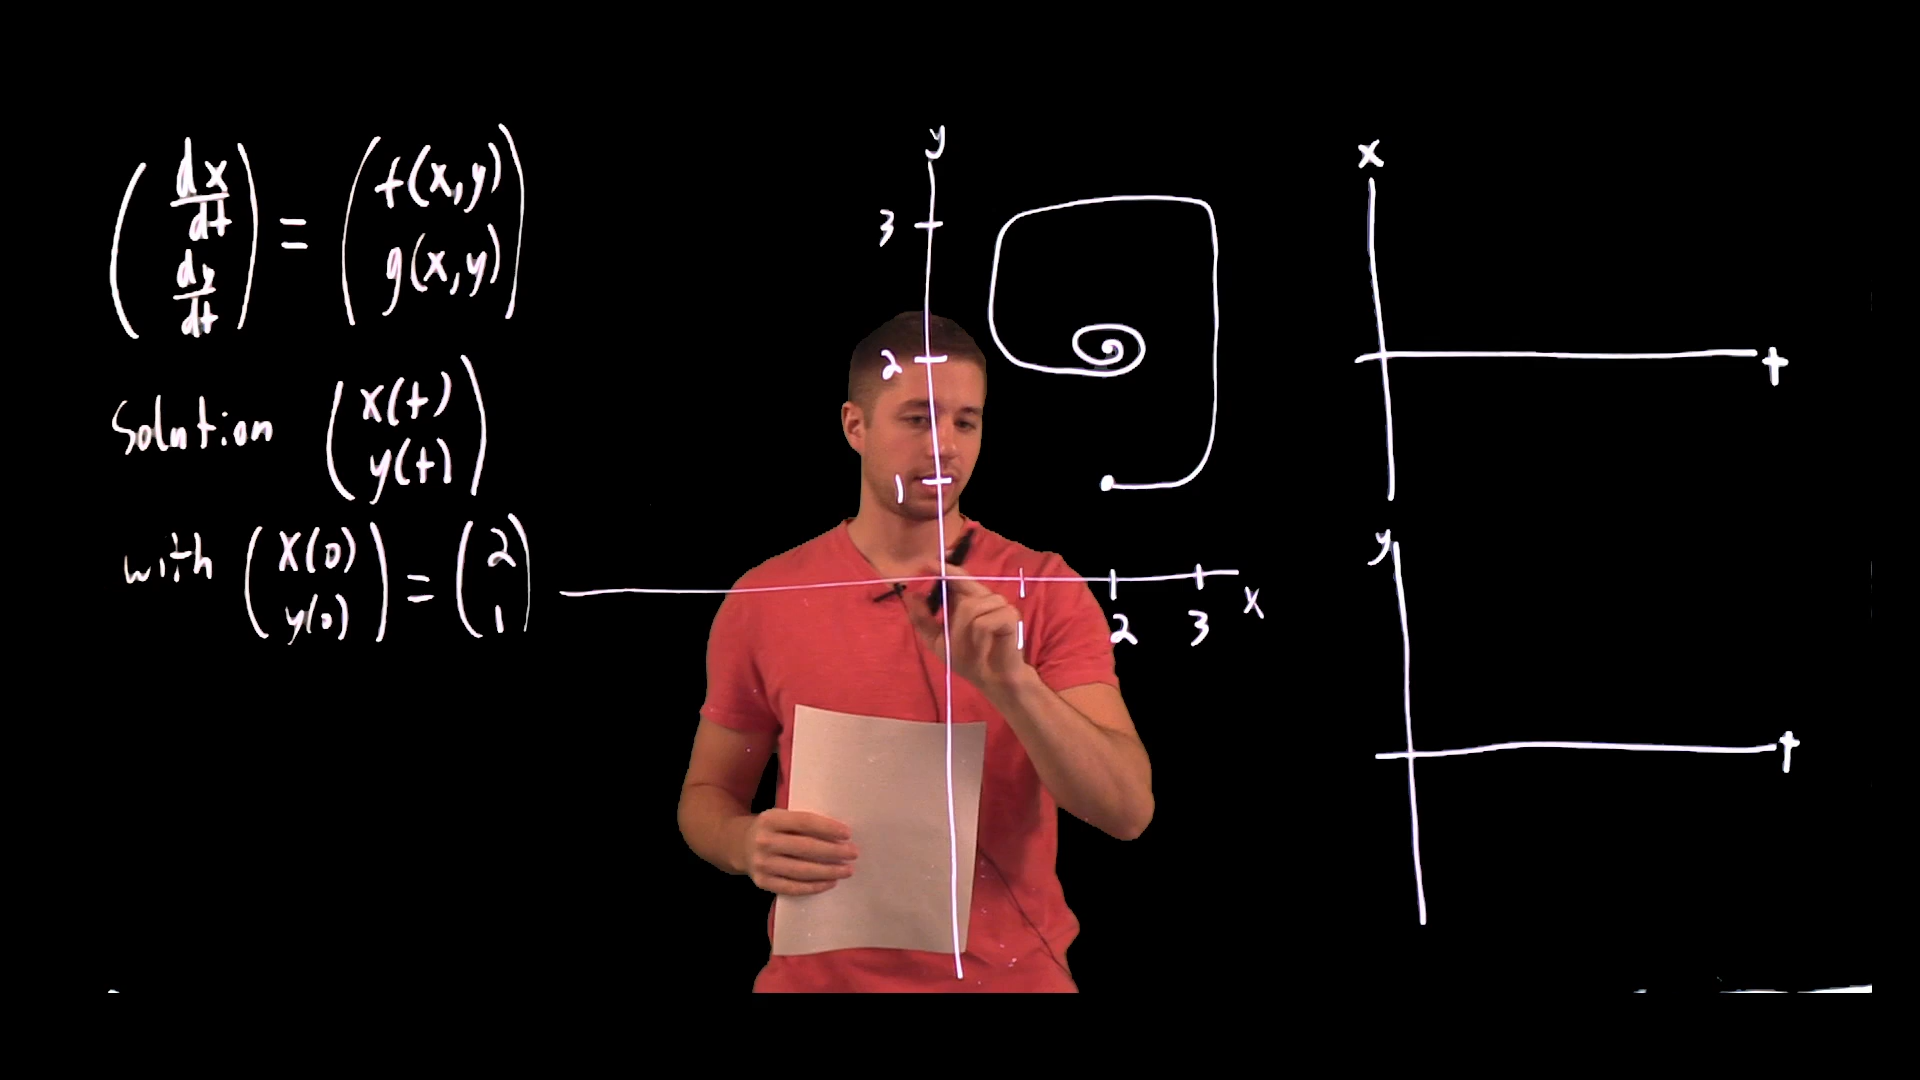 (dx/dt
dy/dt) = (f(x,y)
g(x,y))
Solution (x(t)
y(t))
with (x(0)
y(0)) = (2
1)
y
3
2
1
1 2 3 x
x
t
y
t